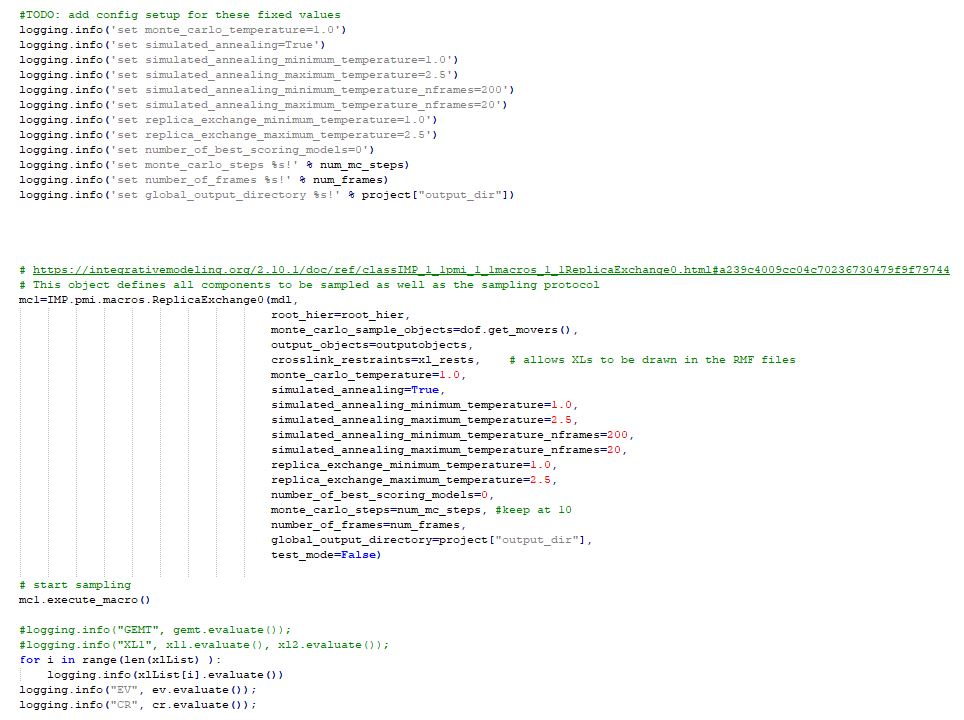 #TODO: add config setup for these fixed values
logging.info('set monte_carlo_temperature=1.0')
logging.info('set simulated_annealing=True')
logging.info('set simulated_annealing_minimum_temperature=1.0')
logging.info('set simulated_annealing_maximum_temperature=2.5')
logging.info('set simulated_annealing_minimum_temperature_nframes=200')
logging.info('set simulated_annealing_maximum_temperature_nframes=20')
logging.info('set replica_exchange_minimum_temperature=1.0')
logging.info('set replica_exchange_maximum_temperature=2.5')
logging.info('set number_of_best_scoring_models=0')
logging.info('set monte_carlo_steps %s!' % num_mc_steps)
logging.info('set number_of_frames %s!' % num_frames)
logging.info('set global_output_directory %s!' % project["output_dir"])
# https://integrativemodeling.org/2.10.1/doc/ref/classIMP_1_1pmi_1_1macros_1_1ReplicaExchange0.html#a239c4009cc04c70236730479f9f79744
# This object defines all components to be sampled as well as the sampling protocol
mc1=IMP.pmi.macros.ReplicaExchange0(mdl,
root_hier=root_hier,
monte_carlo_sample_objects=dof.get_movers(),
output_objects=outputobjects,
crosslink_restraints=xl_rests,    # allows XLs to be drawn in the RMF files
monte_carlo_temperature=1.0,
simulated_annealing=True,
simulated_annealing_minimum_temperature=1.0,
simulated_annealing_maximum_temperature=2.5,
simulated_annealing_minimum_temperature_nframes=200,
simulated_annealing_maximum_temperature_nframes=20,
replica_exchange_minimum_temperature=1.0,
replica_exchange_maximum_temperature=2.5,
number_of_best_scoring_models=0,
monte_carlo_steps=num_mc_steps, #keep at 10
number_of_frames=num_frames,
global_output_directory=project["output_dir"],
test_mode=False)
# start sampling
mc1.execute_macro()
#logging.info("GEMT", gemt.evaluate());
#logging.info("XL1", xl1.evaluate(), xl2.evaluate());
for i in range(len(xlList) ):
logging.info(xlList[i].evaluate())
logging.info("EV", ev.evaluate());
logging.info("CR", cr.evaluate());